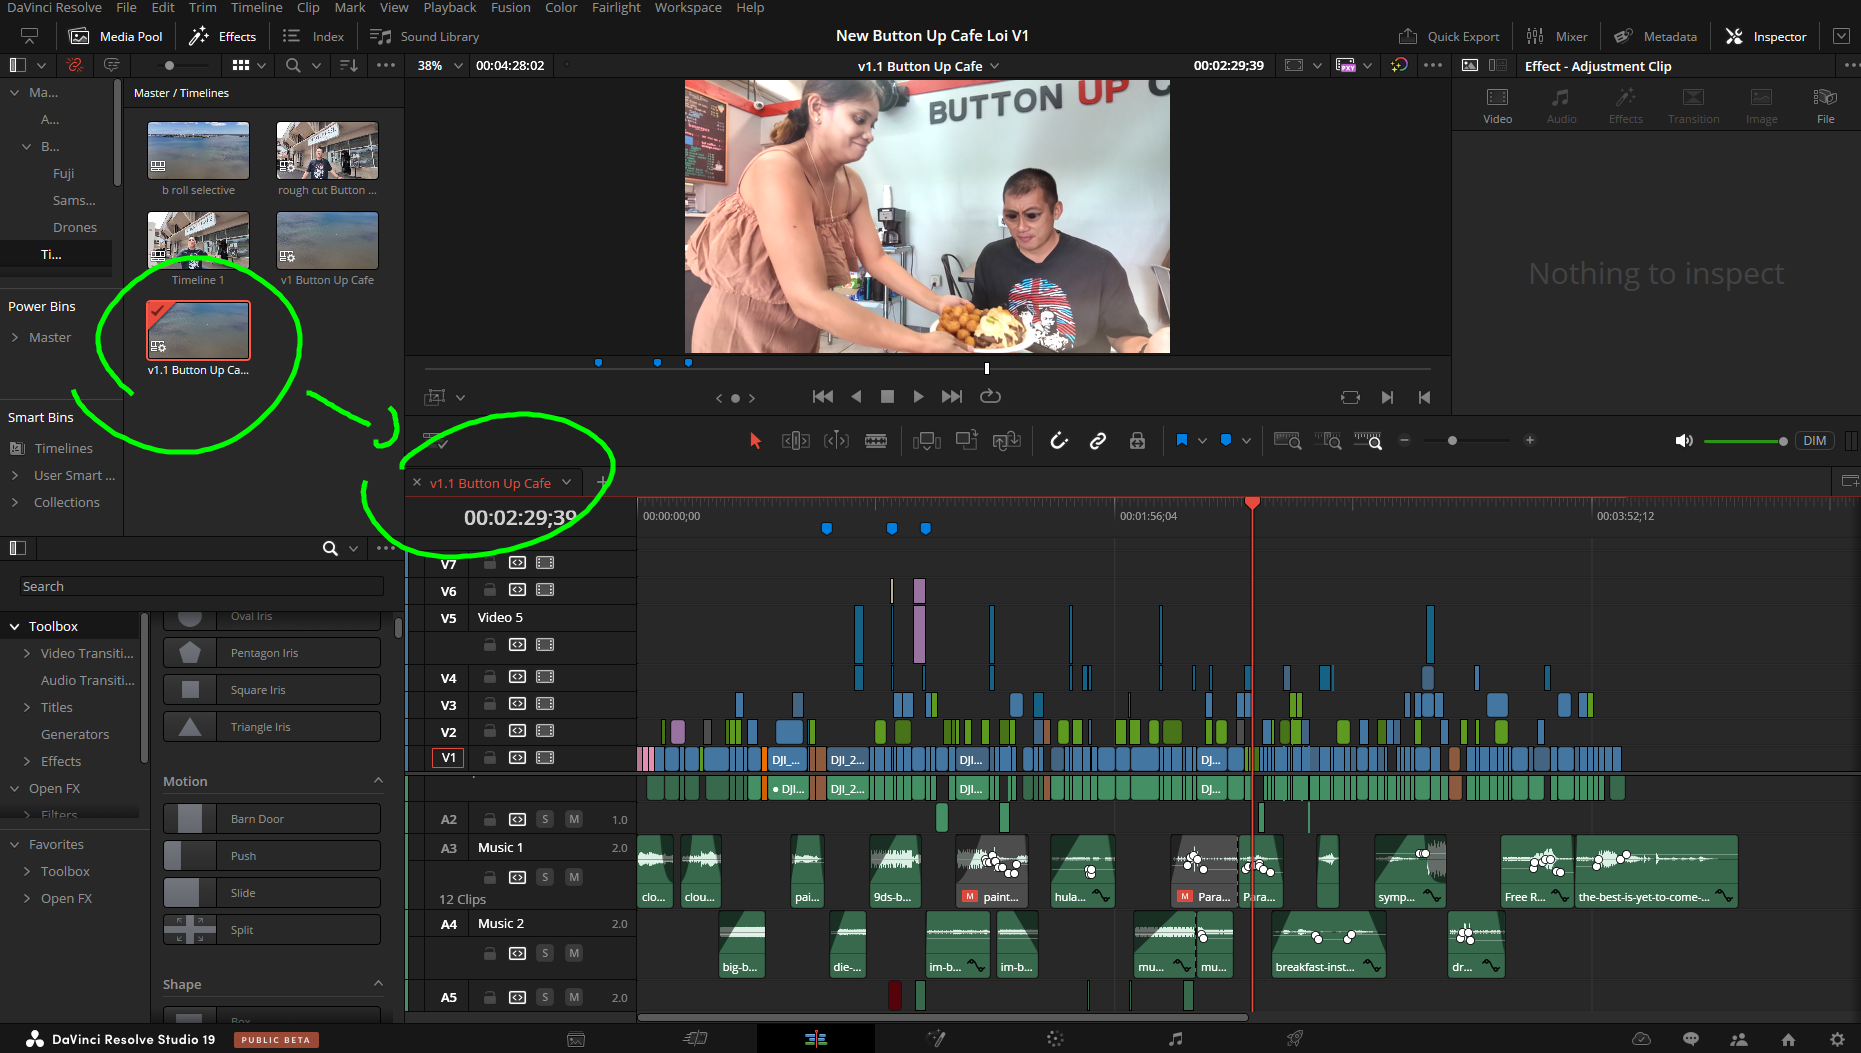 DaVinci Resolve File Edit Trim Timeline Clip Mark View Playback Fusion Color Fairlight Workspace Help
Media Pool Effects Index Sound Library New Button Up Cafe Loi V1 Quick Export Mixer Metadata Inspector
38% 00:04:28:02 v1.1 Button Up Cafe 00:02:29;39 PXY Effect - Adjustment Clip
Ma...
A...
B...
Fuji
Sams...
Drones
Ti...
Master / Timelines
b roll selective
rough cut Button ...
Timeline 1
v1 Button Up Cafe
v1.1 Button Up Ca...
Power Bins
Master
Smart Bins
Timelines
User Smart ...
Collections
BUTTON UP C
Video Audio Effects Transition Image File
Nothing to inspect
DIM
v1.1 Button Up Cafe
00:02:29;39
00:00:00;00 00:01:56;04 00:03:52;12
Search
Toolbox
Video Transiti...
Audio Transiti...
Titles
Generators
Effects
Open FX
Filters
Favorites
Toolbox
Open FX
Oval Iris
Pentagon Iris
Square Iris
Triangle Iris
Motion
Barn Door
Push
Slide
Split
Shape
Box
V7
V6
V5 Video 5
V4
V3
V2
V1 DJI_... DJI_2... DJI... DJ...
DJI... DJI_2... DJI... DJ...
A2 S M 1.0
A3 Music 1 2.0
S M
12 Clips
clo... clou... pai... 9ds-b... M paint... hula... M Para... Para... symp... Free R... the-best-is-yet-to-come-...
A4 Music 2 2.0
S M
big-b... die-... im-b... im-b... mu... mu... breakfast-inst... dr...
A5 S M 2.0
DaVinci Resolve Studio 19 PUBLIC BETA